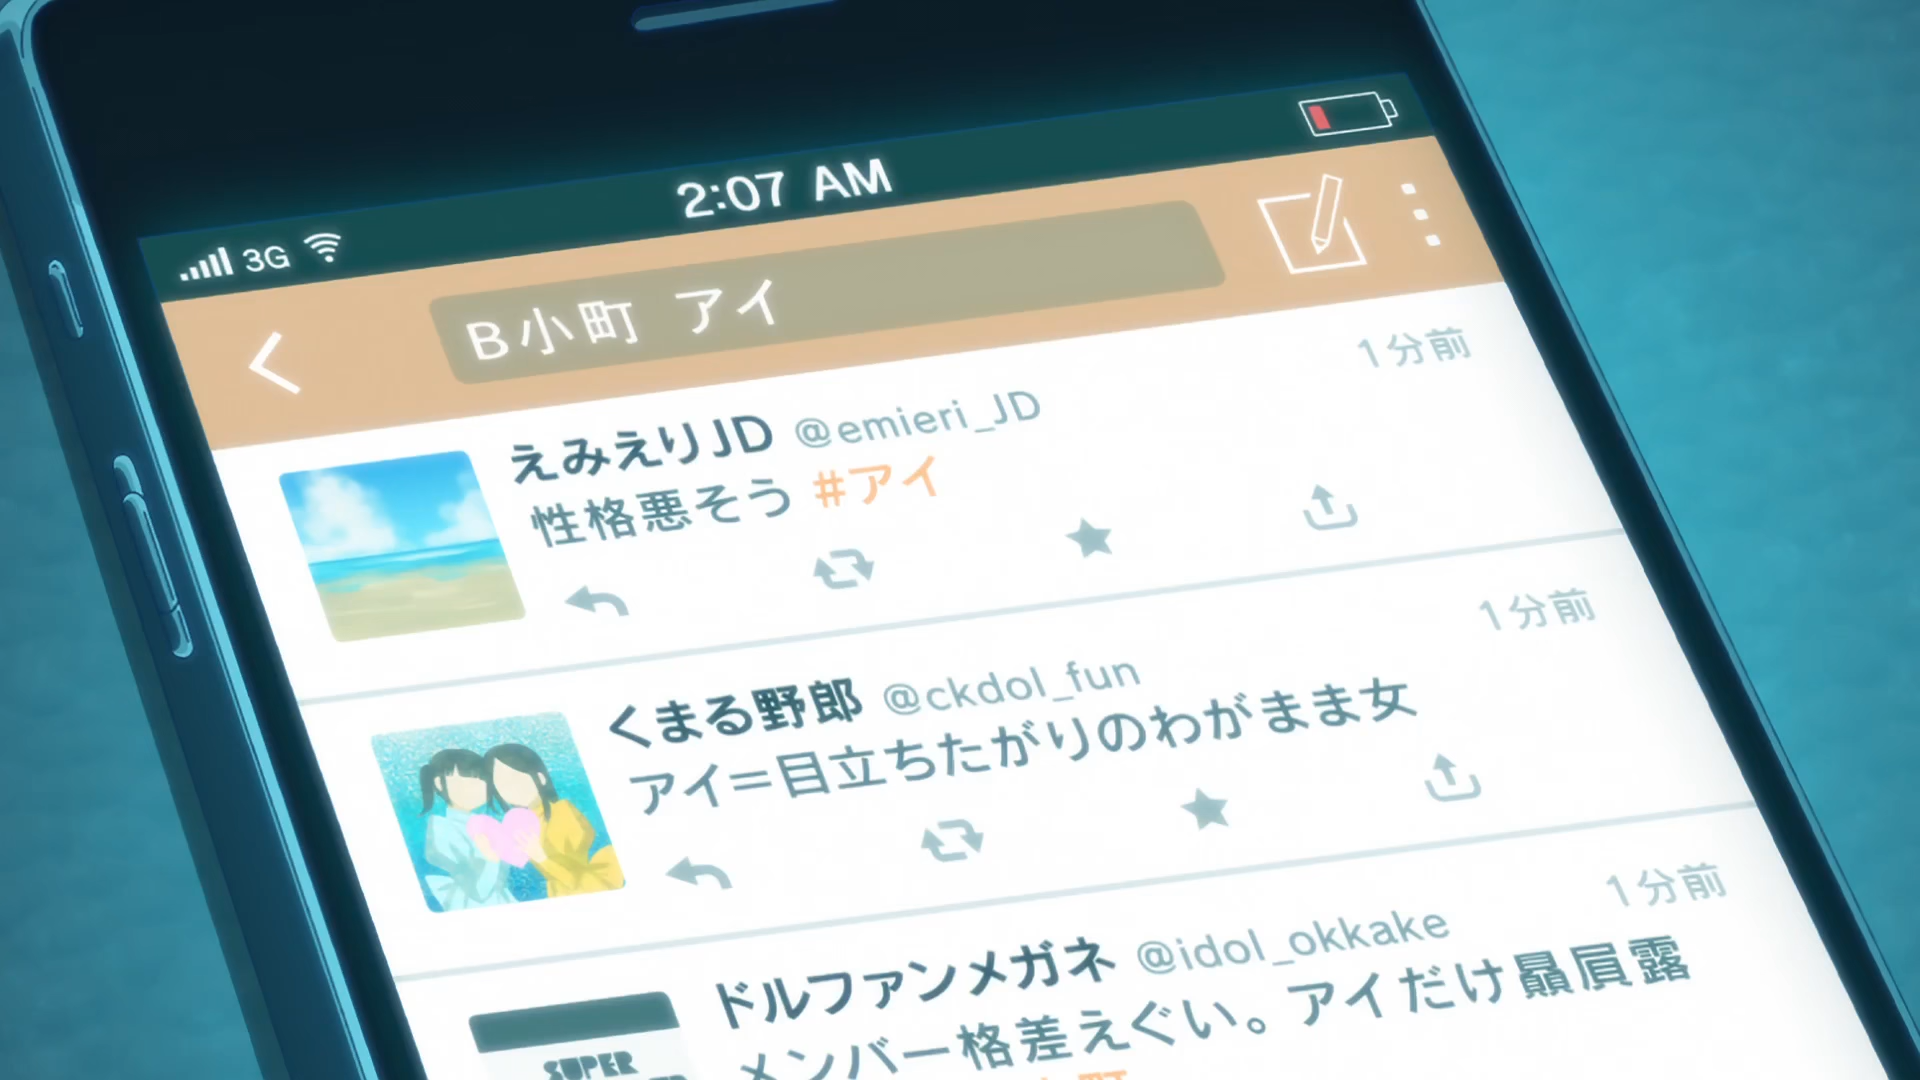 2:07 AM
3G
B小町 アイ
えみえりJD @emieri_JD 1分前
性格悪そう #アイ
くまる野郎 @ckdol_fun 1分前
アイ=目立ちたがりのわがまま女
ドルファンメガネ @idol_okkake 1分前
メンバー格差えぐい。アイだけ贔屓露
SUPER